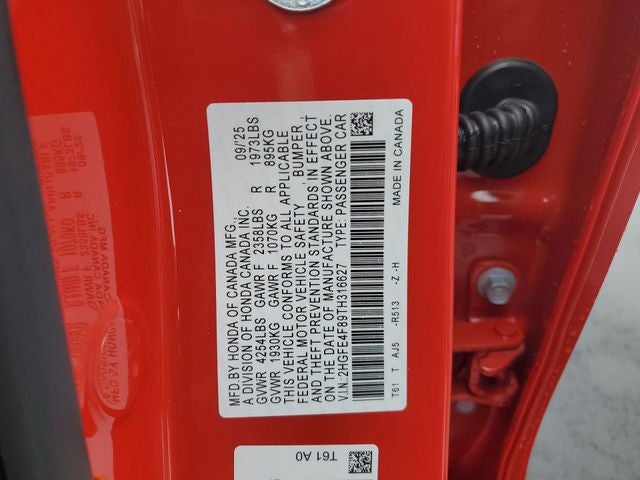 MFD.BY HONDA OF CANADA MFG., 09/'25
A DIVISION OF HONDA CANADA INC.
GVWR 4254LBS GAWR F 2358LBS R 1973LBS
GVWR 1930KG GAWR F 1070KG R 895KG
THIS VEHICLE CONFORMS TO ALL APPLICABLE
FEDERAL MOTOR VEHICLE SAFETY , BUMPER ,
AND THEFT PREVENTION STANDARDS IN EFFECT
ON THE DATE OF MANUFACTURE SHOWN ABOVE.
V.I.N.:2HGFE4F89TH316627 TYPE: PASSENGER CAR
T61 T AJ5 -R513 -Z -H MADE IN CANADA
T61 A0